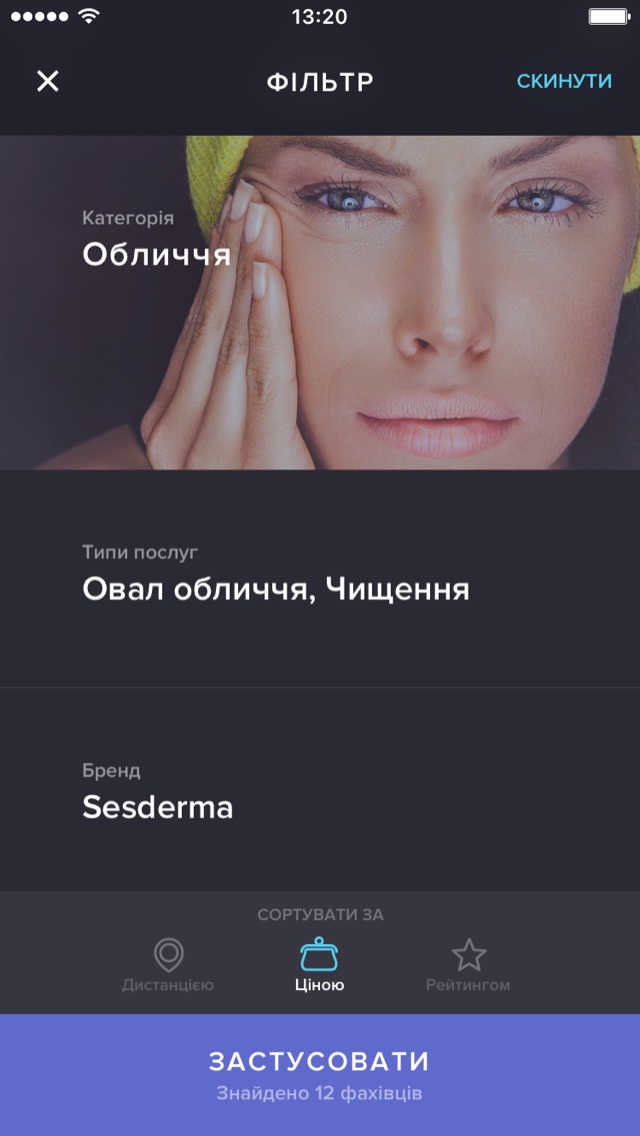 13:20
ФІЛЬТР
СКИНУТИ
Категорія
Обличчя
Типи послуг
Овал обличчя, Чищення
Бренд
Sesderma
СОРТУВАТИ ЗА
Дистанцією
Ціною
Рейтингом
ЗАСТУСОВАТИ
Знайдено 12 фахівців